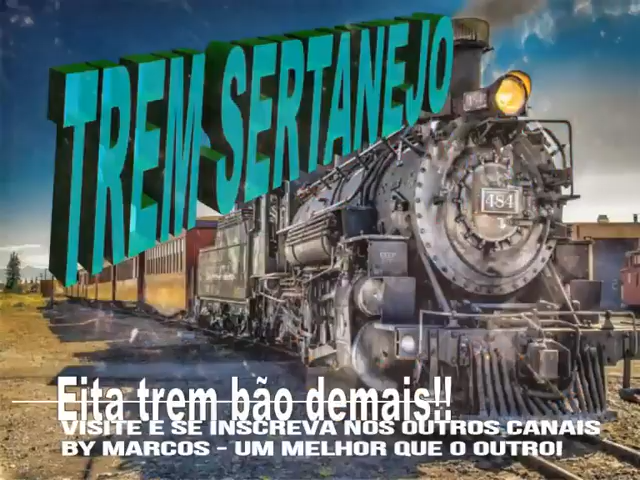 TREM SERTANEJO
484
Eita trem bão demais!!
VISITE E SE INSCREVA NOS OUTROS CANAIS
BY MARCOS - UM MELHOR QUE O OUTRO!